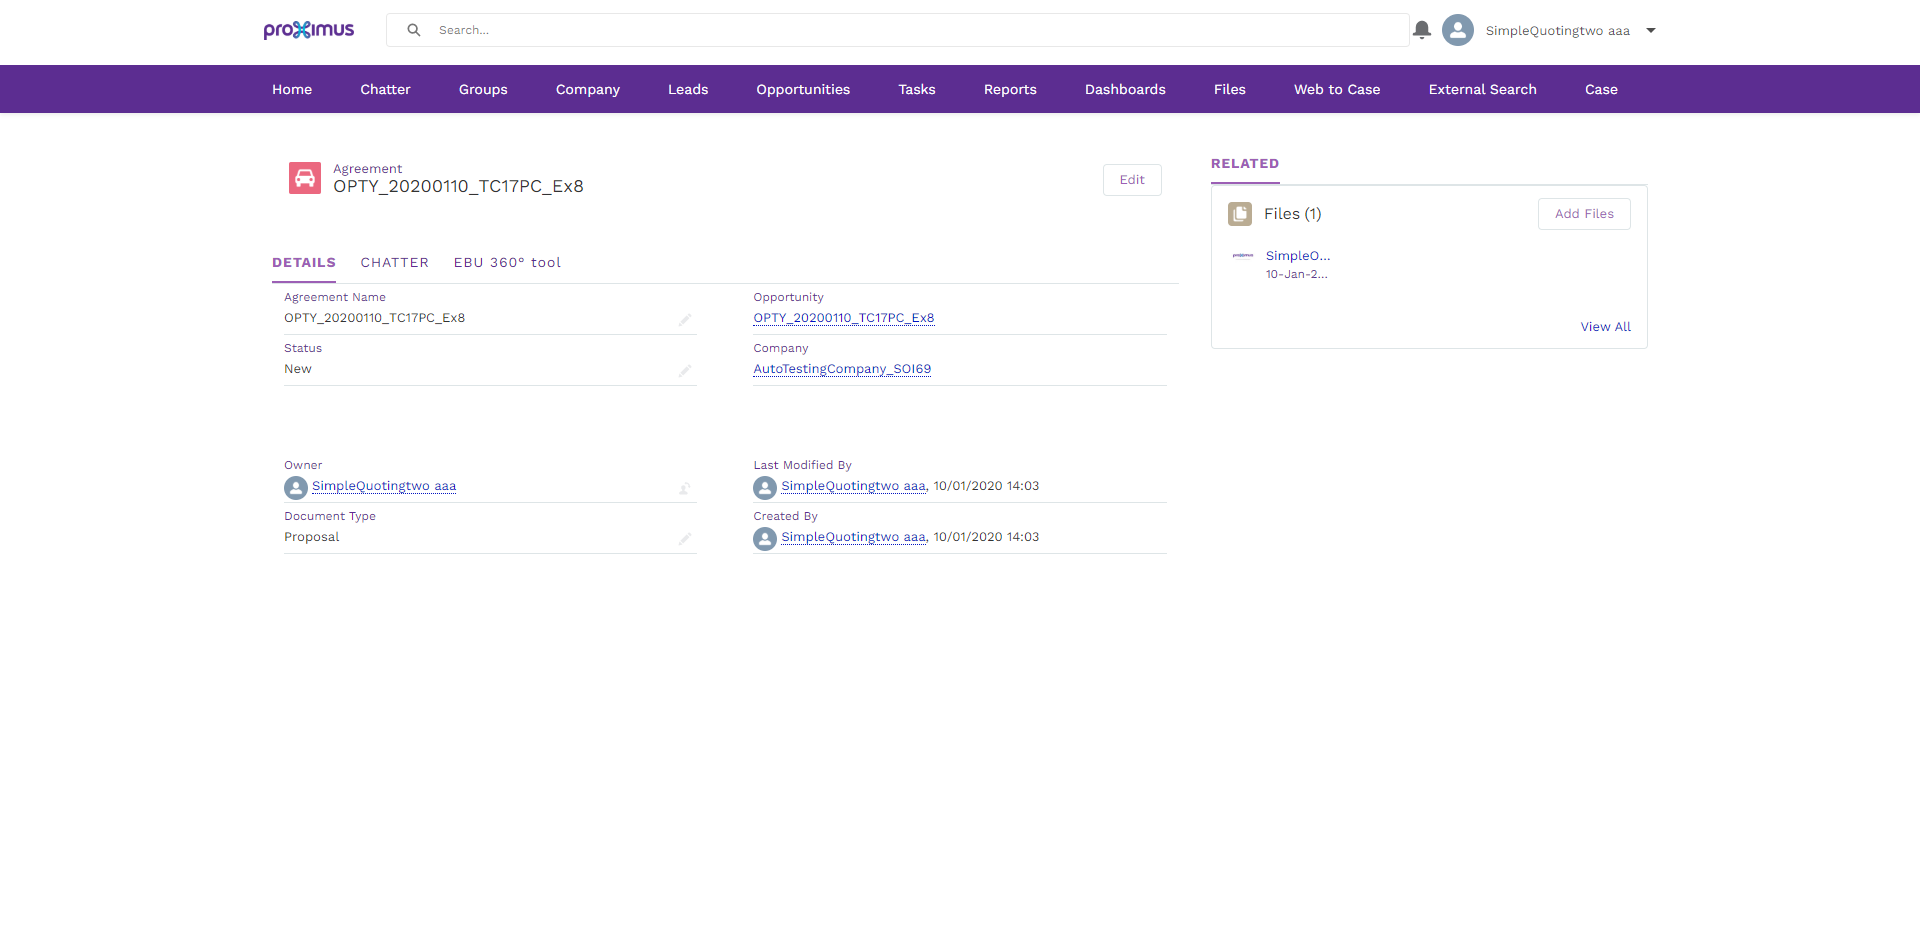 proximus
Search...
SimpleQuotingtwo aaa
Home Chatter Groups Company Leads Opportunities Tasks Reports Dashboards Files Web to Case External Search Case
Agreement
OPTY_20200110_TC17PC_Ex8
Edit
DETAILS CHATTER EBU 360° tool
Agreement Name
OPTY_20200110_TC17PC_Ex8
Opportunity
OPTY_20200110_TC17PC_Ex8
Status
New
Company
AutoTestingCompany_SOI69
Owner
SimpleQuotingtwo aaa
Last Modified By
SimpleQuotingtwo aaa, 10/01/2020 14:03
Document Type
Proposal
Created By
SimpleQuotingtwo aaa, 10/01/2020 14:03
RELATED
Files (1)
Add Files
proximus
SimpleO...
10-Jan-2...
View All